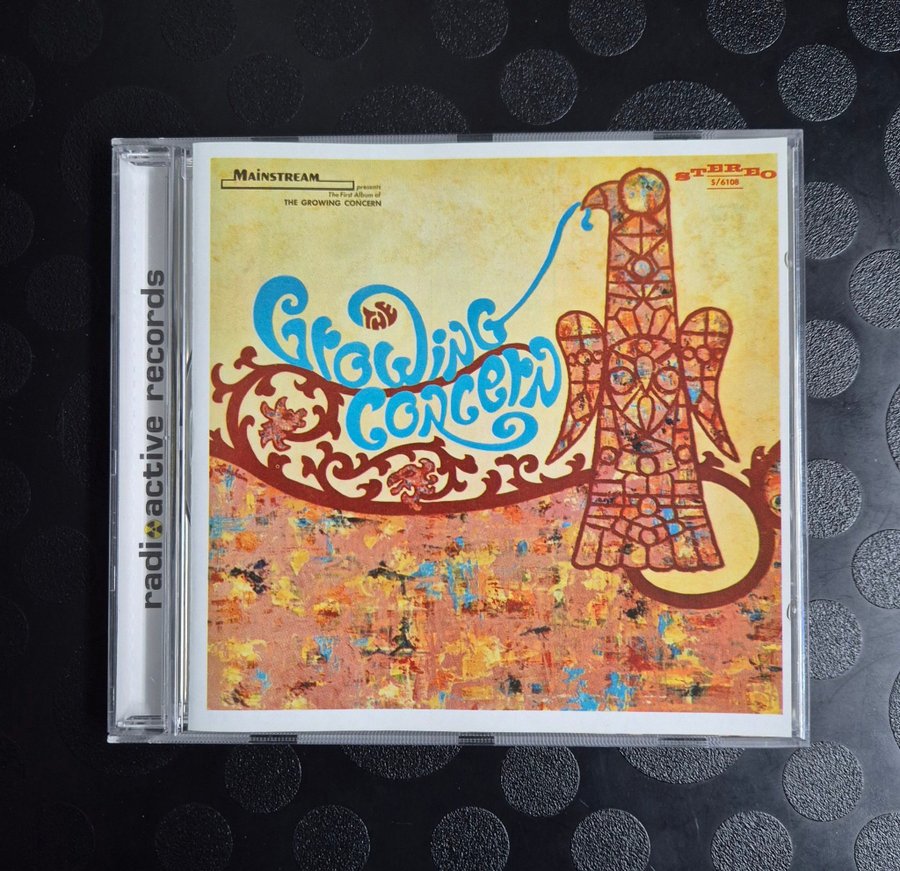 MAINSTREAM
presents
The First Album of
THE GROWING CONCERN
STEREO
S/6108
THE
GROWING
CONCERN
radioactive records